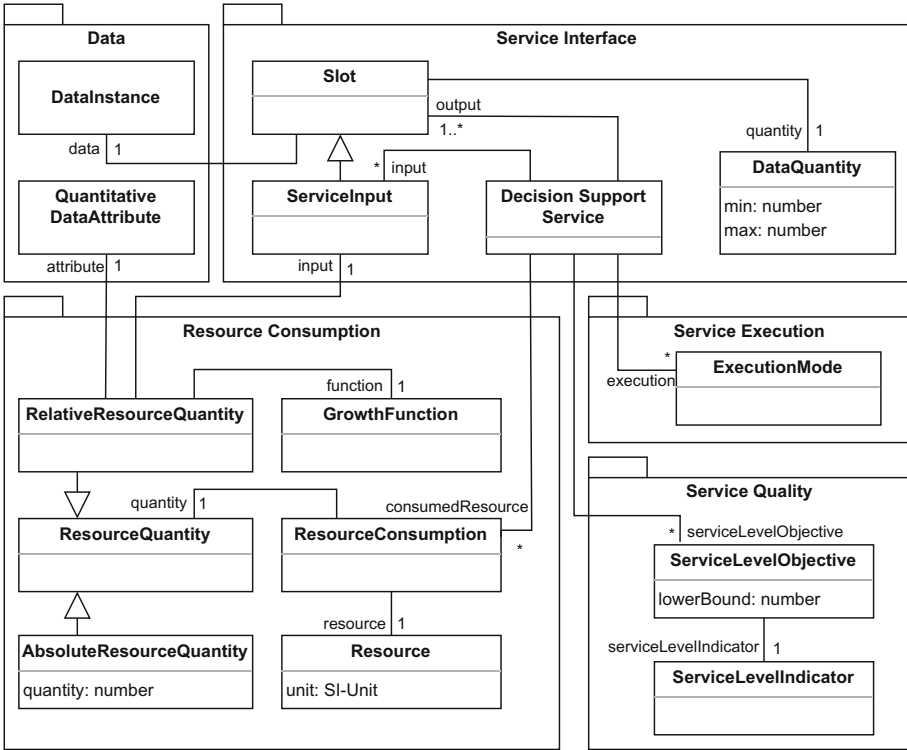 Data
DataInstance
data 1
Quantitative
DataAttribute
attribute 1
Service Interface
Slot
output
1..*
* input
ServiceInput
input 1
Decision Support
Service
quantity 1
DataQuantity
min: number
max: number
Resource Consumption
function 1
RelativeResourceQuantity
GrowthFunction
quantity 1
consumedResource
*
ResourceQuantity
ResourceConsumption
resource 1
AbsoluteResourceQuantity
quantity: number
Resource
unit: SI-Unit
Service Execution
*
execution
ExecutionMode
Service Quality
* serviceLevelObjective
ServiceLevelObjective
lowerBound: number
serviceLevelIndicator 1
ServiceLevelIndicator